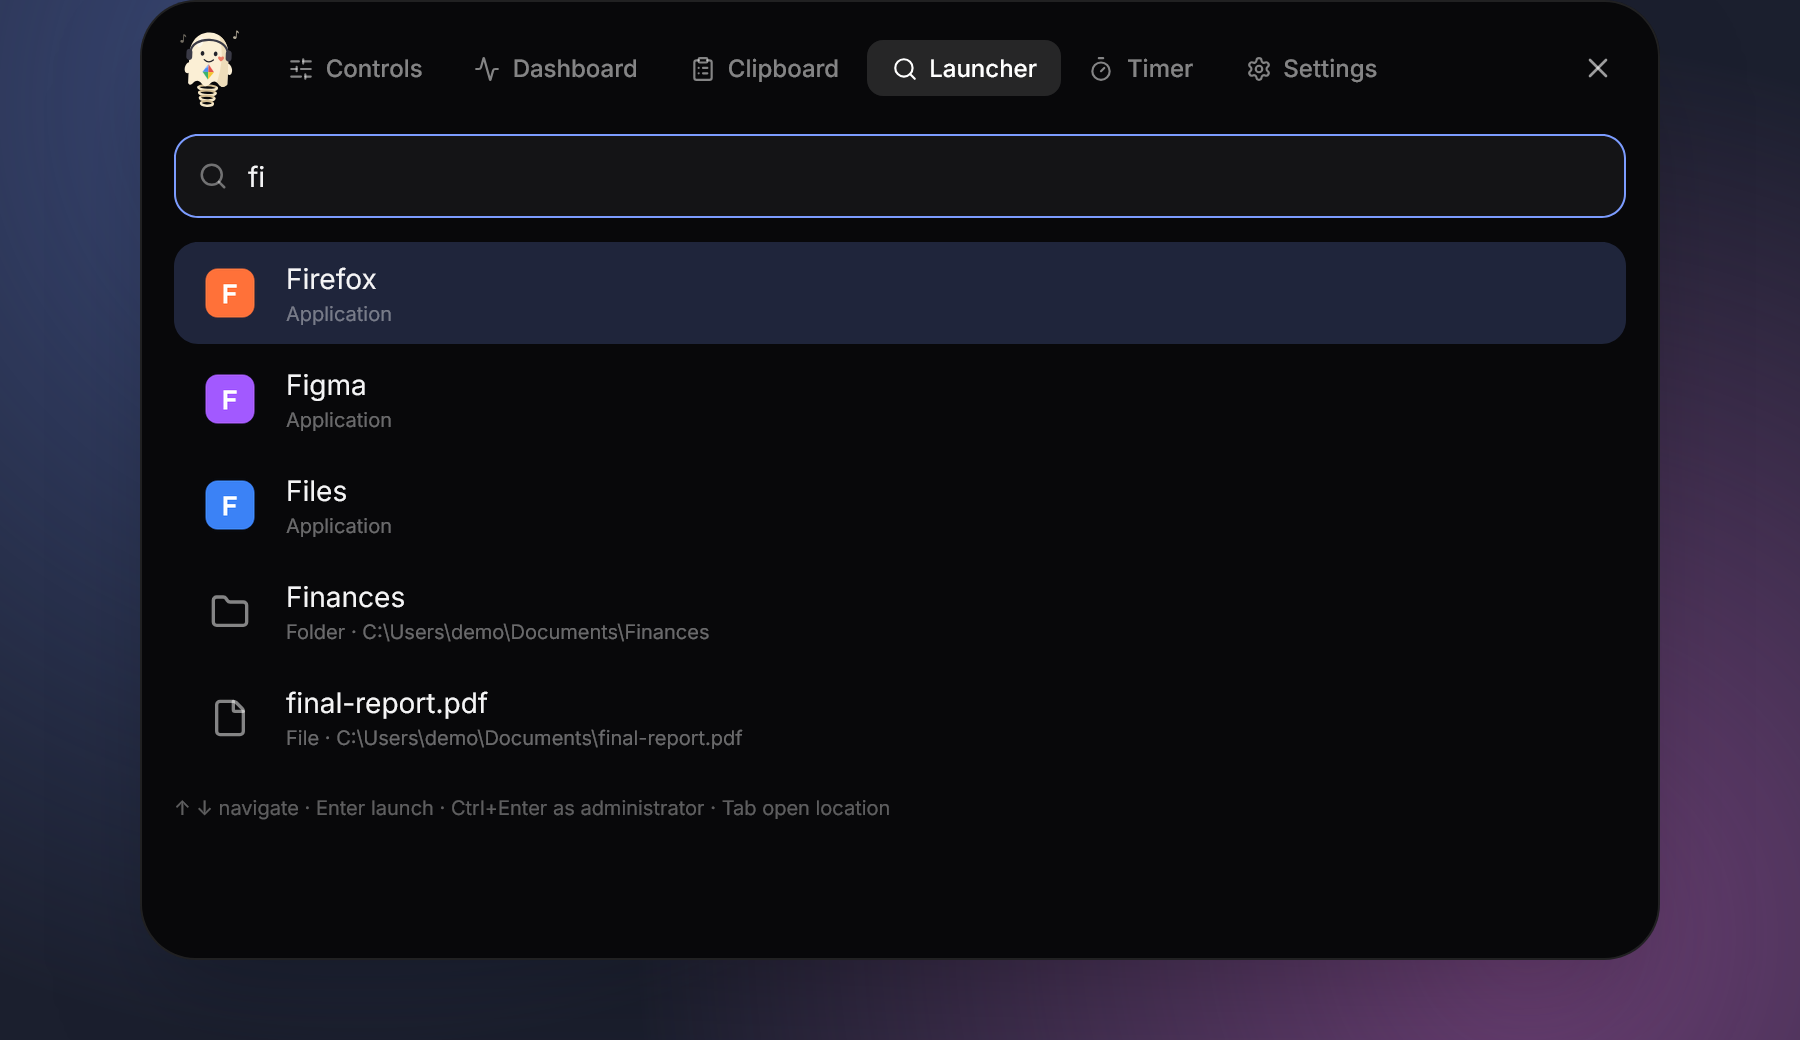 Controls Dashboard Clipboard Launcher Timer Settings
fi
F Firefox
Application
F Figma
Application
F Files
Application
Finances
Folder · C:\Users\demo\Documents\Finances
final-report.pdf
File · C:\Users\demo\Documents\final-report.pdf
↑ ↓ navigate · Enter launch · Ctrl+Enter as administrator · Tab open location